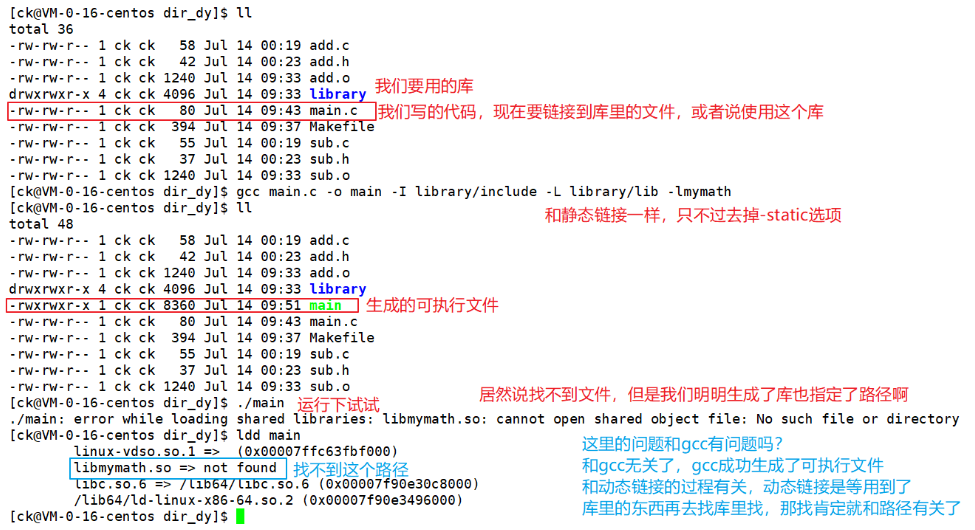 [ck@VM-0-16-centos dir_dy]$ ll
total 36
-rw-rw-r-- 1 ck ck   58 Jul 14 00:19 add.c
-rw-rw-r-- 1 ck ck   42 Jul 14 00:23 add.h
-rw-rw-r-- 1 ck ck 1240 Jul 14 09:33 add.o
drwxrwxr-x 4 ck ck 4096 Jul 14 09:33 library 我们要用的库
-rw-rw-r-- 1 ck ck   80 Jul 14 09:43 main.c 我们写的代码，现在要链接到库里的文件，或者说使用这个库
-rw-rw-r-- 1 ck ck  394 Jul 14 09:37 Makefile
-rw-rw-r-- 1 ck ck   55 Jul 14 00:19 sub.c
-rw-rw-r-- 1 ck ck   37 Jul 14 00:23 sub.h
-rw-rw-r-- 1 ck ck 1240 Jul 14 09:33 sub.o
[ck@VM-0-16-centos dir_dy]$ gcc main.c -o main -I library/include -L library/lib -lmymath
[ck@VM-0-16-centos dir_dy]$ ll 和静态链接一样，只不过去掉-static选项
total 48
-rw-rw-r-- 1 ck ck   58 Jul 14 00:19 add.c
-rw-rw-r-- 1 ck ck   42 Jul 14 00:23 add.h
-rw-rw-r-- 1 ck ck 1240 Jul 14 09:33 add.o
drwxrwxr-x 4 ck ck 4096 Jul 14 09:33 library
-rwxrwxr-x 1 ck ck 8360 Jul 14 09:51 main 生成的可执行文件
-rw-rw-r-- 1 ck ck   80 Jul 14 09:43 main.c
-rw-rw-r-- 1 ck ck  394 Jul 14 09:37 Makefile
-rw-rw-r-- 1 ck ck   55 Jul 14 00:19 sub.c
-rw-rw-r-- 1 ck ck   37 Jul 14 00:23 sub.h
-rw-rw-r-- 1 ck ck 1240 Jul 14 09:33 sub.o
居然说找不到文件，但是我们明明生成了库也指定了路径啊
[ck@VM-0-16-centos dir_dy]$ ./main 运行下试试
./main: error while loading shared libraries: libmymath.so: cannot open shared object file: No such file or directory
[ck@VM-0-16-centos dir_dy]$ ldd main
linux-vdso.so.1 =>  (0x00007ffc63fbf000)
libmymath.so => not found 找不到这个路径
libc.so.6 => /lib64/libc.so.6 (0x00007f90e30c8000)
/lib64/ld-linux-x86-64.so.2 (0x00007f90e3496000)
[ck@VM-0-16-centos dir_dy]$
这里的问题和gcc有问题吗？
和gcc无关了，gcc成功生成了可执行文件
和动态链接的过程有关，动态链接是等用到了
库里的东西再去找库里找，那找肯定就和路径有关了